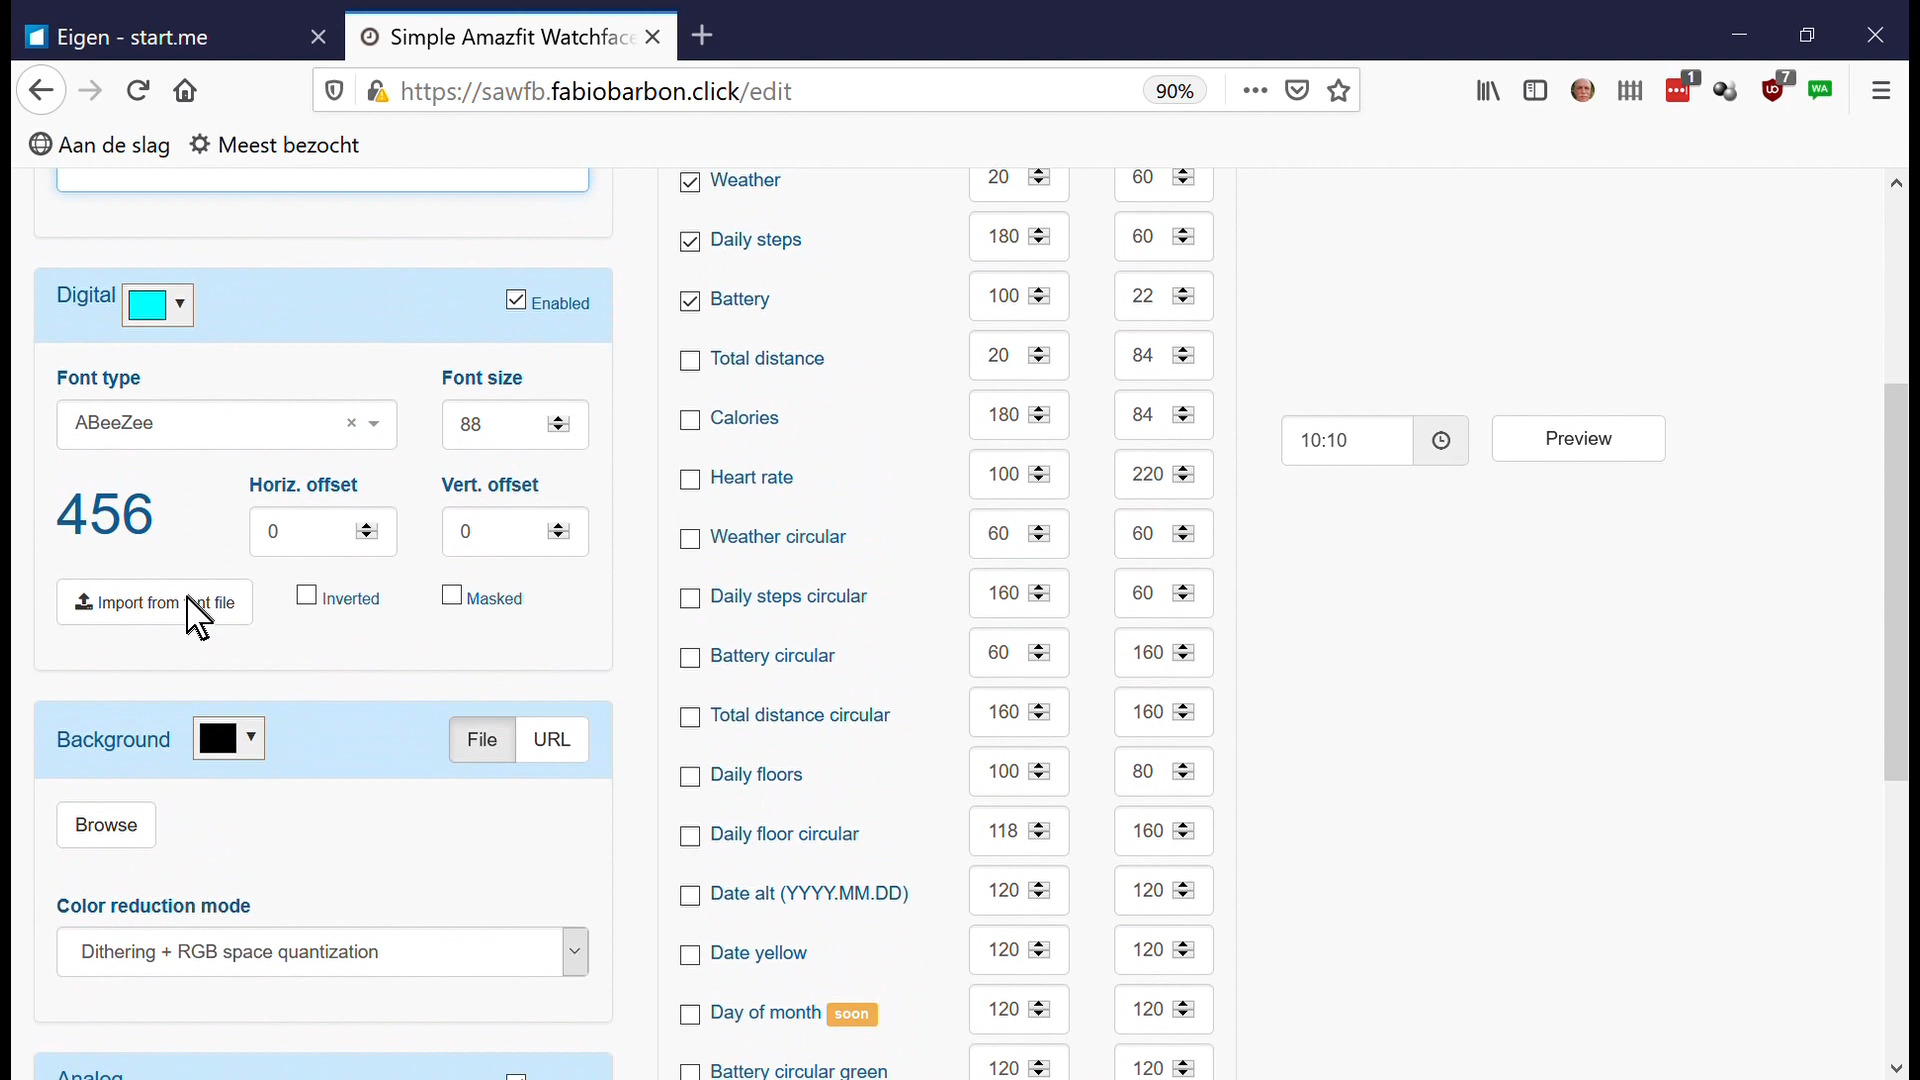 Eigen - start.me
Simple Amazfit Watchface
https://sawfb.fabiobarbon.click/edit
90%
1
7
WA
Aan de slag
Meest bezocht
Weather 20 60
Daily steps 180 60
Battery 100 22
Total distance 20 84
Calories 180 84
Heart rate 100 220
Weather circular 60 60
Daily steps circular 160 60
Battery circular 60 160
Total distance circular 160 160
Daily floors 100 80
Daily floor circular 118 160
Date alt (YYYY.MM.DD) 120 120
Date yellow 120 120
Day of month soon 120 120
Battery circular green 120 120
Digital
Enabled
Font type
Font size
ABeeZee
88
456
Horiz. offset
Vert. offset
0
0
Import from font file
Inverted
Masked
Background
File
URL
Browse
Color reduction mode
Dithering + RGB space quantization
Analog
10:10
Preview